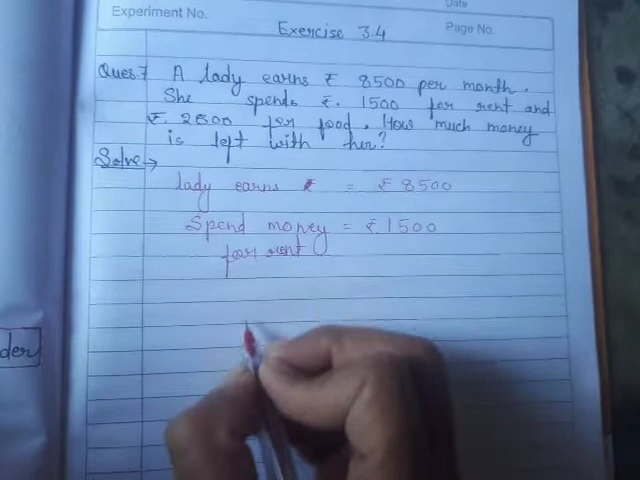 Date
Experiment No.
Page No.
Exercise 3.4
Ques.7 A lady earns ₹ 8500 per month.
She spends ₹. 1500 for rent and
₹. 2800 for food. How much money
is left with her?
Solve→
lady earns = ₹ 8500
Spend money = ₹.1500
for rent
der